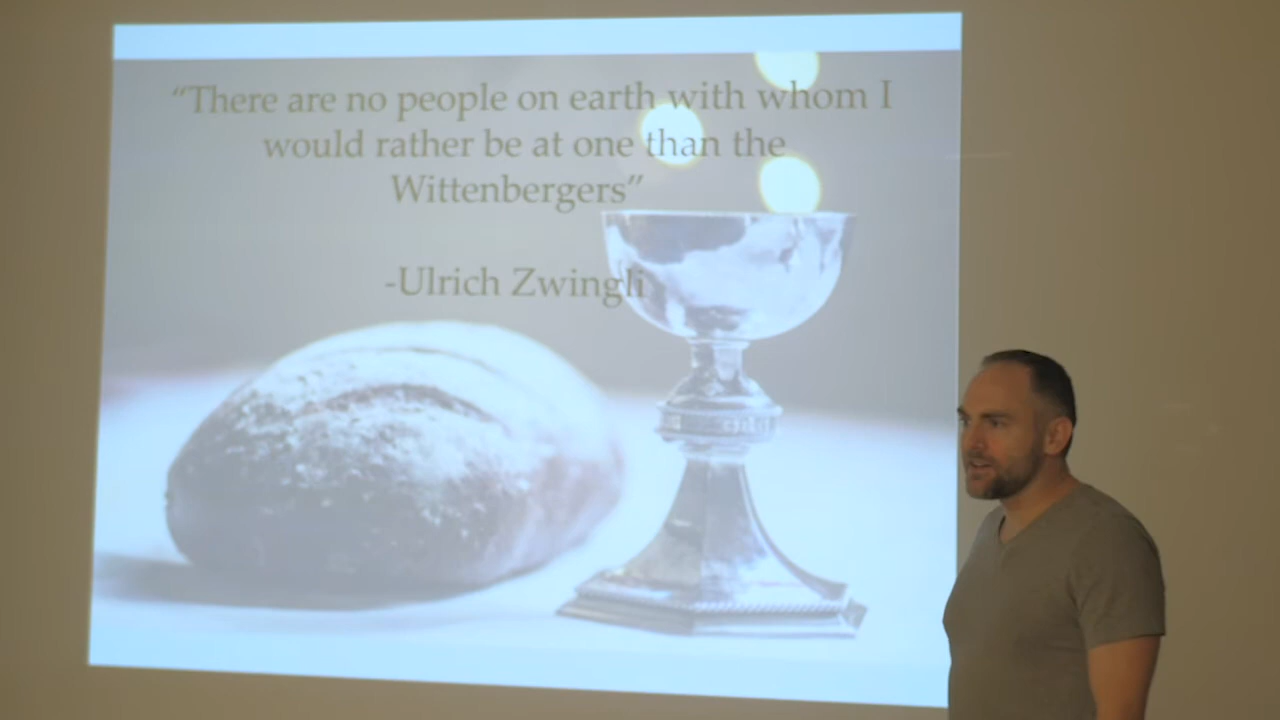 “There are no people on earth with whom I
would rather be at one than the
Wittenbergers”
-Ulrich Zwingli